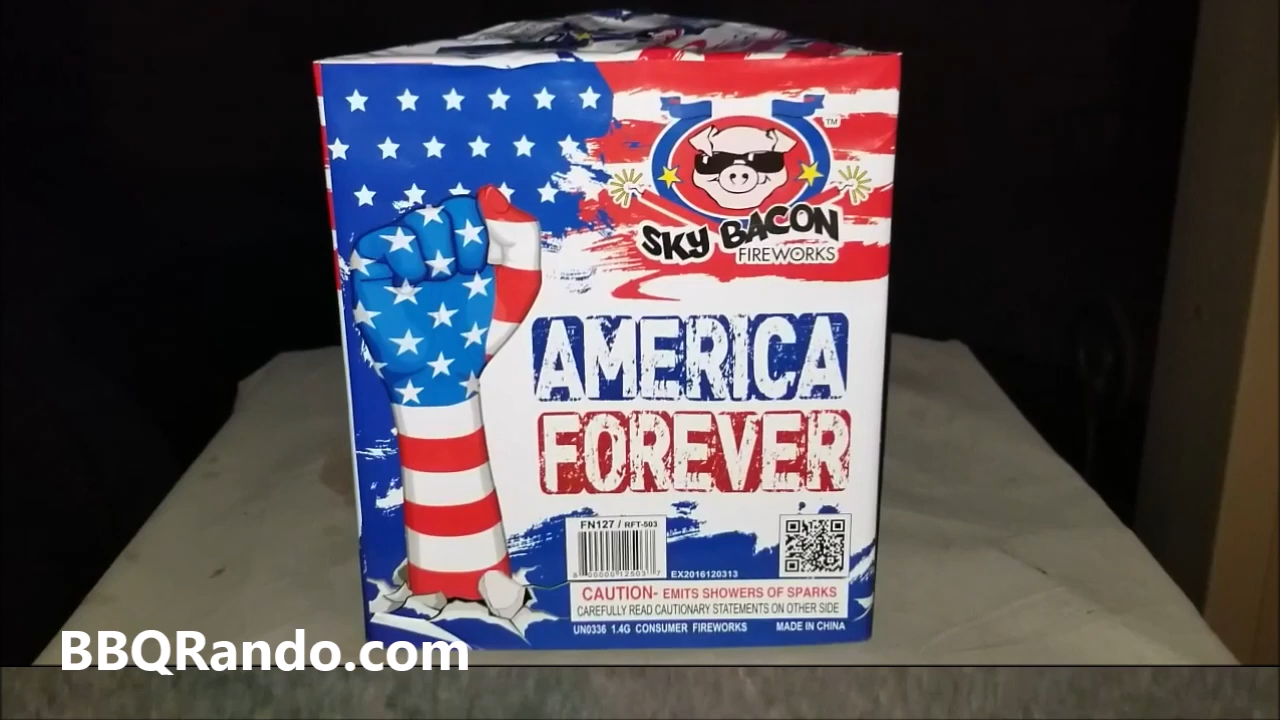 TM
SKY BACON
FIREWORKS
AMERICA
FOREVER
FN127 / RFT-503
EX2016120313
CAUTION- EMITS SHOWERS OF SPARKS
CAREFULLY READ CAUTIONARY STATEMENTS ON OTHER SIDE
UN0336 1.4G CONSUMER FIREWORKS MADE IN CHINA
BBQRando.com